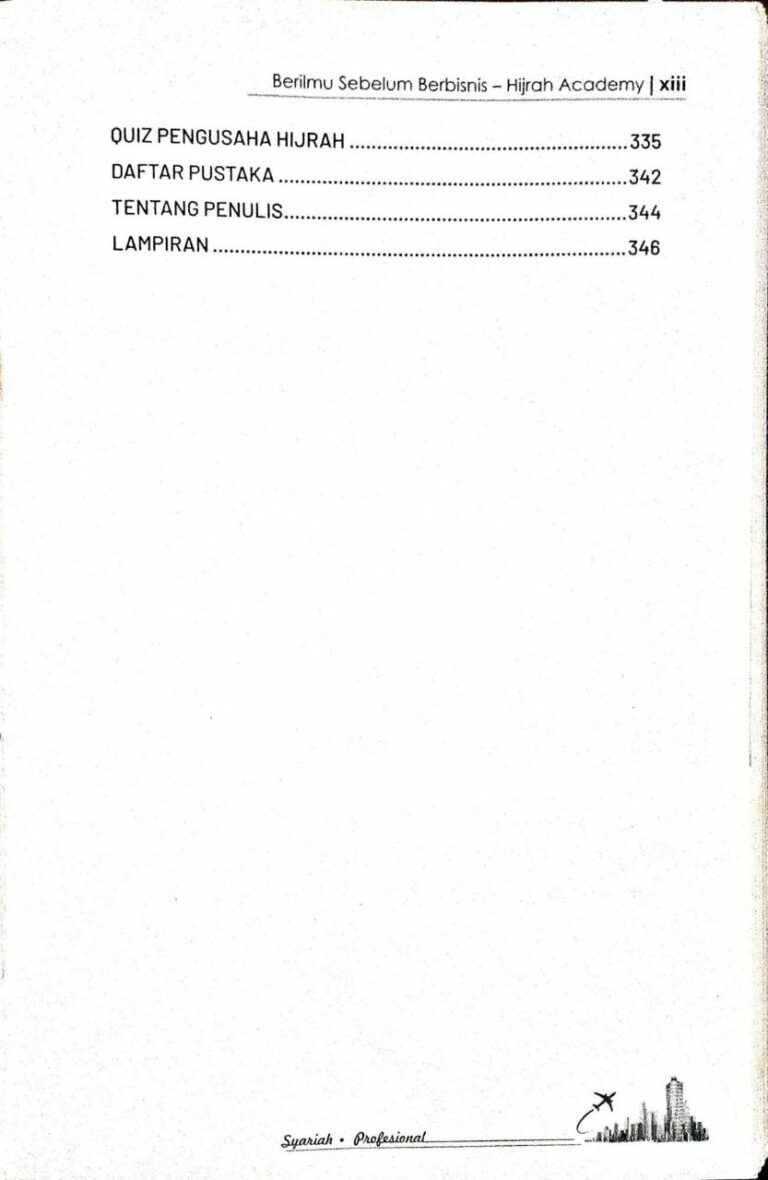 Berilmu Sebelum Berbisnis – Hijrah Academy | xiii
QUIZ PENGUSAHA HIJRAH ................................................335
DAFTAR PUSTAKA ............................................................342
TENTANG PENULIS...........................................................344
LAMPIRAN .......................................................................346
Syariah • Profesional